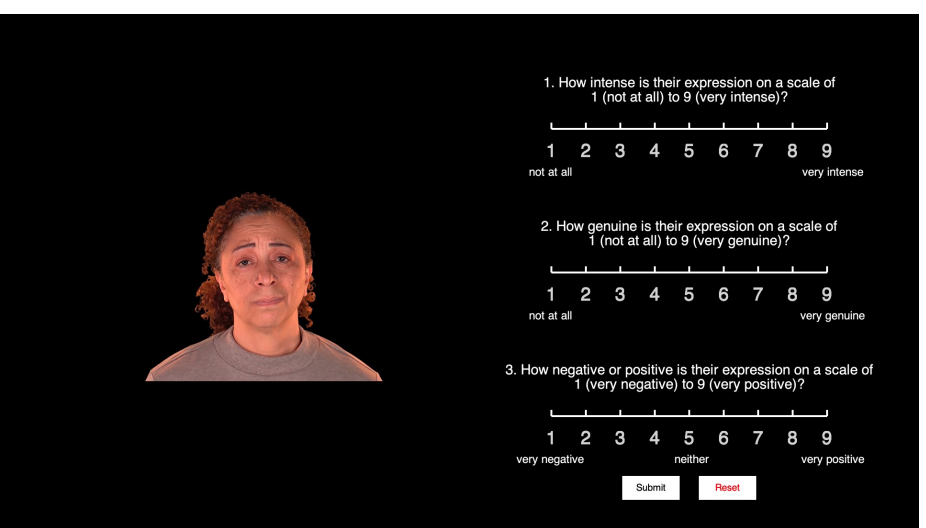 1. How intense is their expression on a scale of
1 (not at all) to 9 (very intense)?
1 2 3 4 5 6 7 8 9
not at all very intense
2. How genuine is their expression on a scale of
1 (not at all) to 9 (very genuine)?
1 2 3 4 5 6 7 8 9
not at all very genuine
3. How negative or positive is their expression on a scale of
1 (very negative) to 9 (very positive)?
1 2 3 4 5 6 7 8 9
very negative neither very positive
Submit Reset